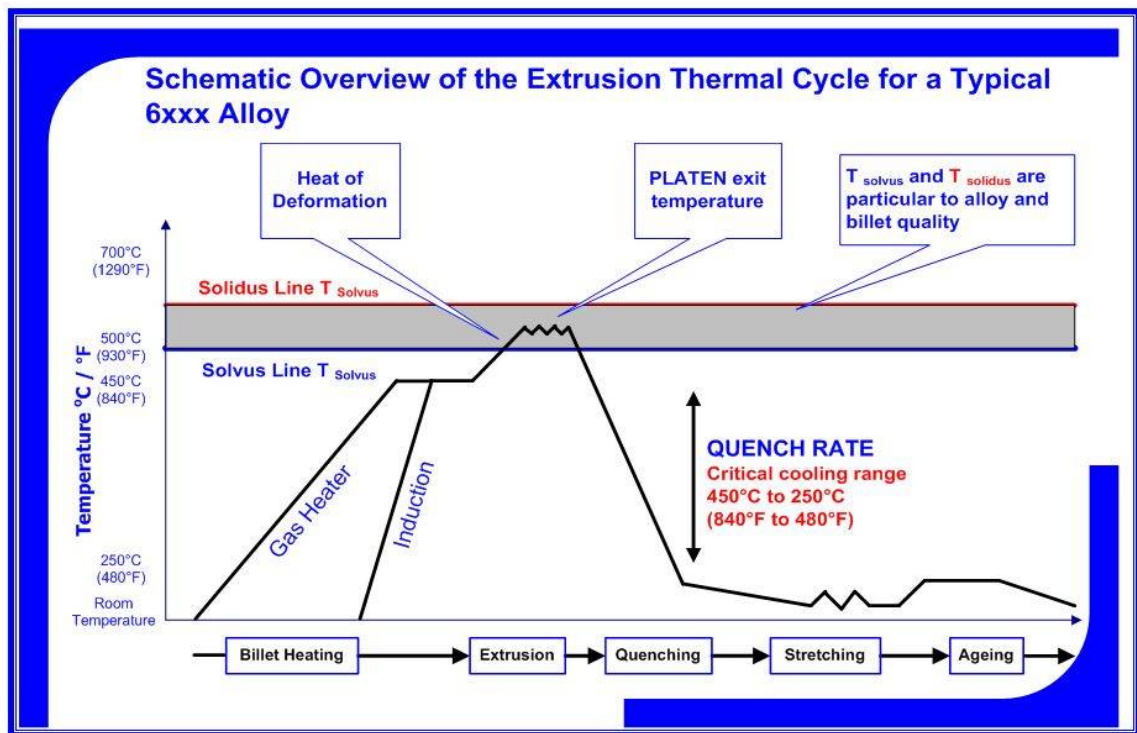 Schematic Overview of the Extrusion Thermal Cycle for a Typical
6xxx Alloy
Heat of
Deformation
PLATEN exit
temperature
T solvus and T solidus are
particular to alloy and
billet quality
700°C
(1290°F)
Solidus Line T Solvus
500°C
(930°F)
Solvus Line T Solvus
450°C
(840°F)
Temperature °C / °F
Gas Heater
Induction
QUENCH RATE
Critical cooling range
450°C to 250°C
(840°F to 480°F)
250°C
(480°F)
Room
Temperature
Billet Heating
Extrusion
Quenching
Stretching
Ageing